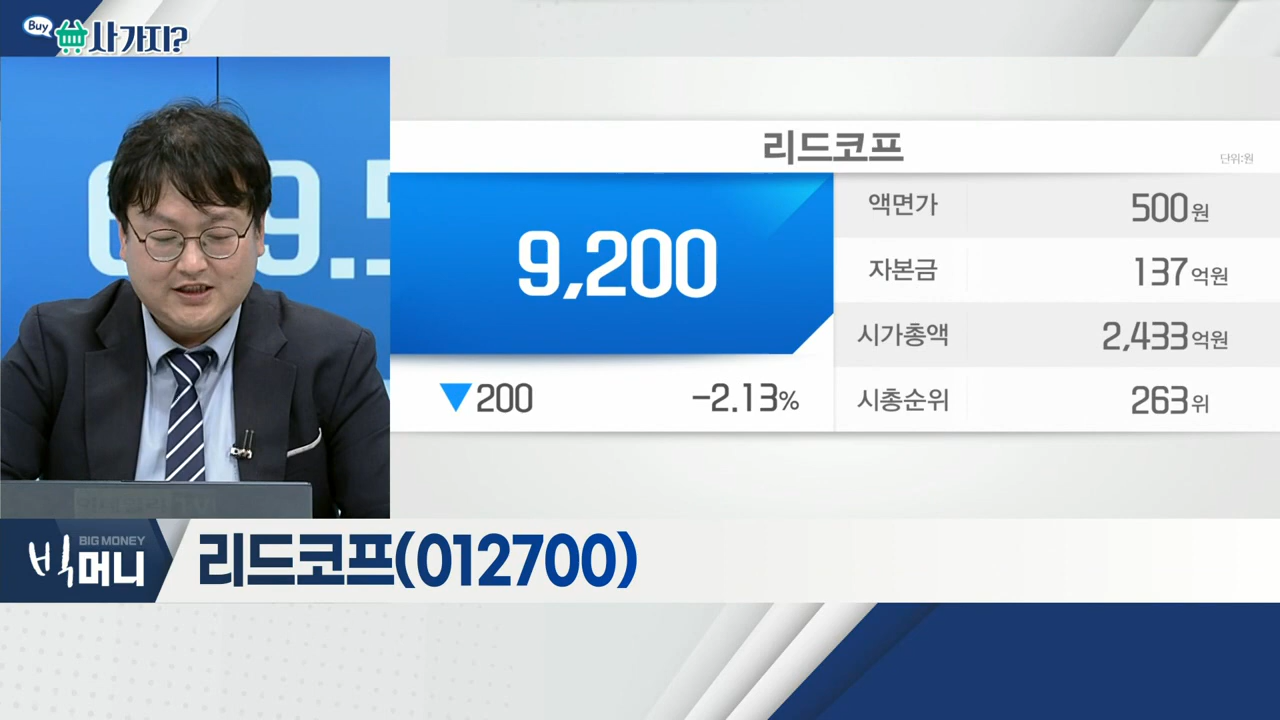 Buy
사가지?
리드코프
단위:원
9,200
▼200 -2.13%
액면가 500원
자본금 137억원
시가총액 2,433억원
시총순위 263위
BIG MONEY
빅머니
리드코프(012700)